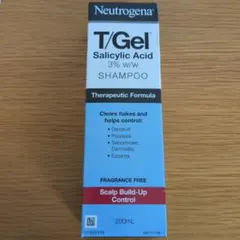 Neutrogena®
T/Gel
Salicylic Acid
3% w/w
SHAMPOO
Therapeutic Formula
Clears flakes and
helps control:
• Dandruff
• Psoriasis
• Seborrhoeic
Dermatitis
• Eczema
FRAGRANCE FREE
Scalp Build-Up
Control
200mL